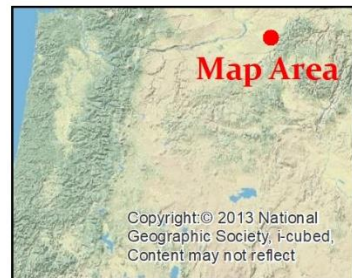 Map Area
Copyright:© 2013 National
Geographic Society, i-cubed,
Content may not reflect